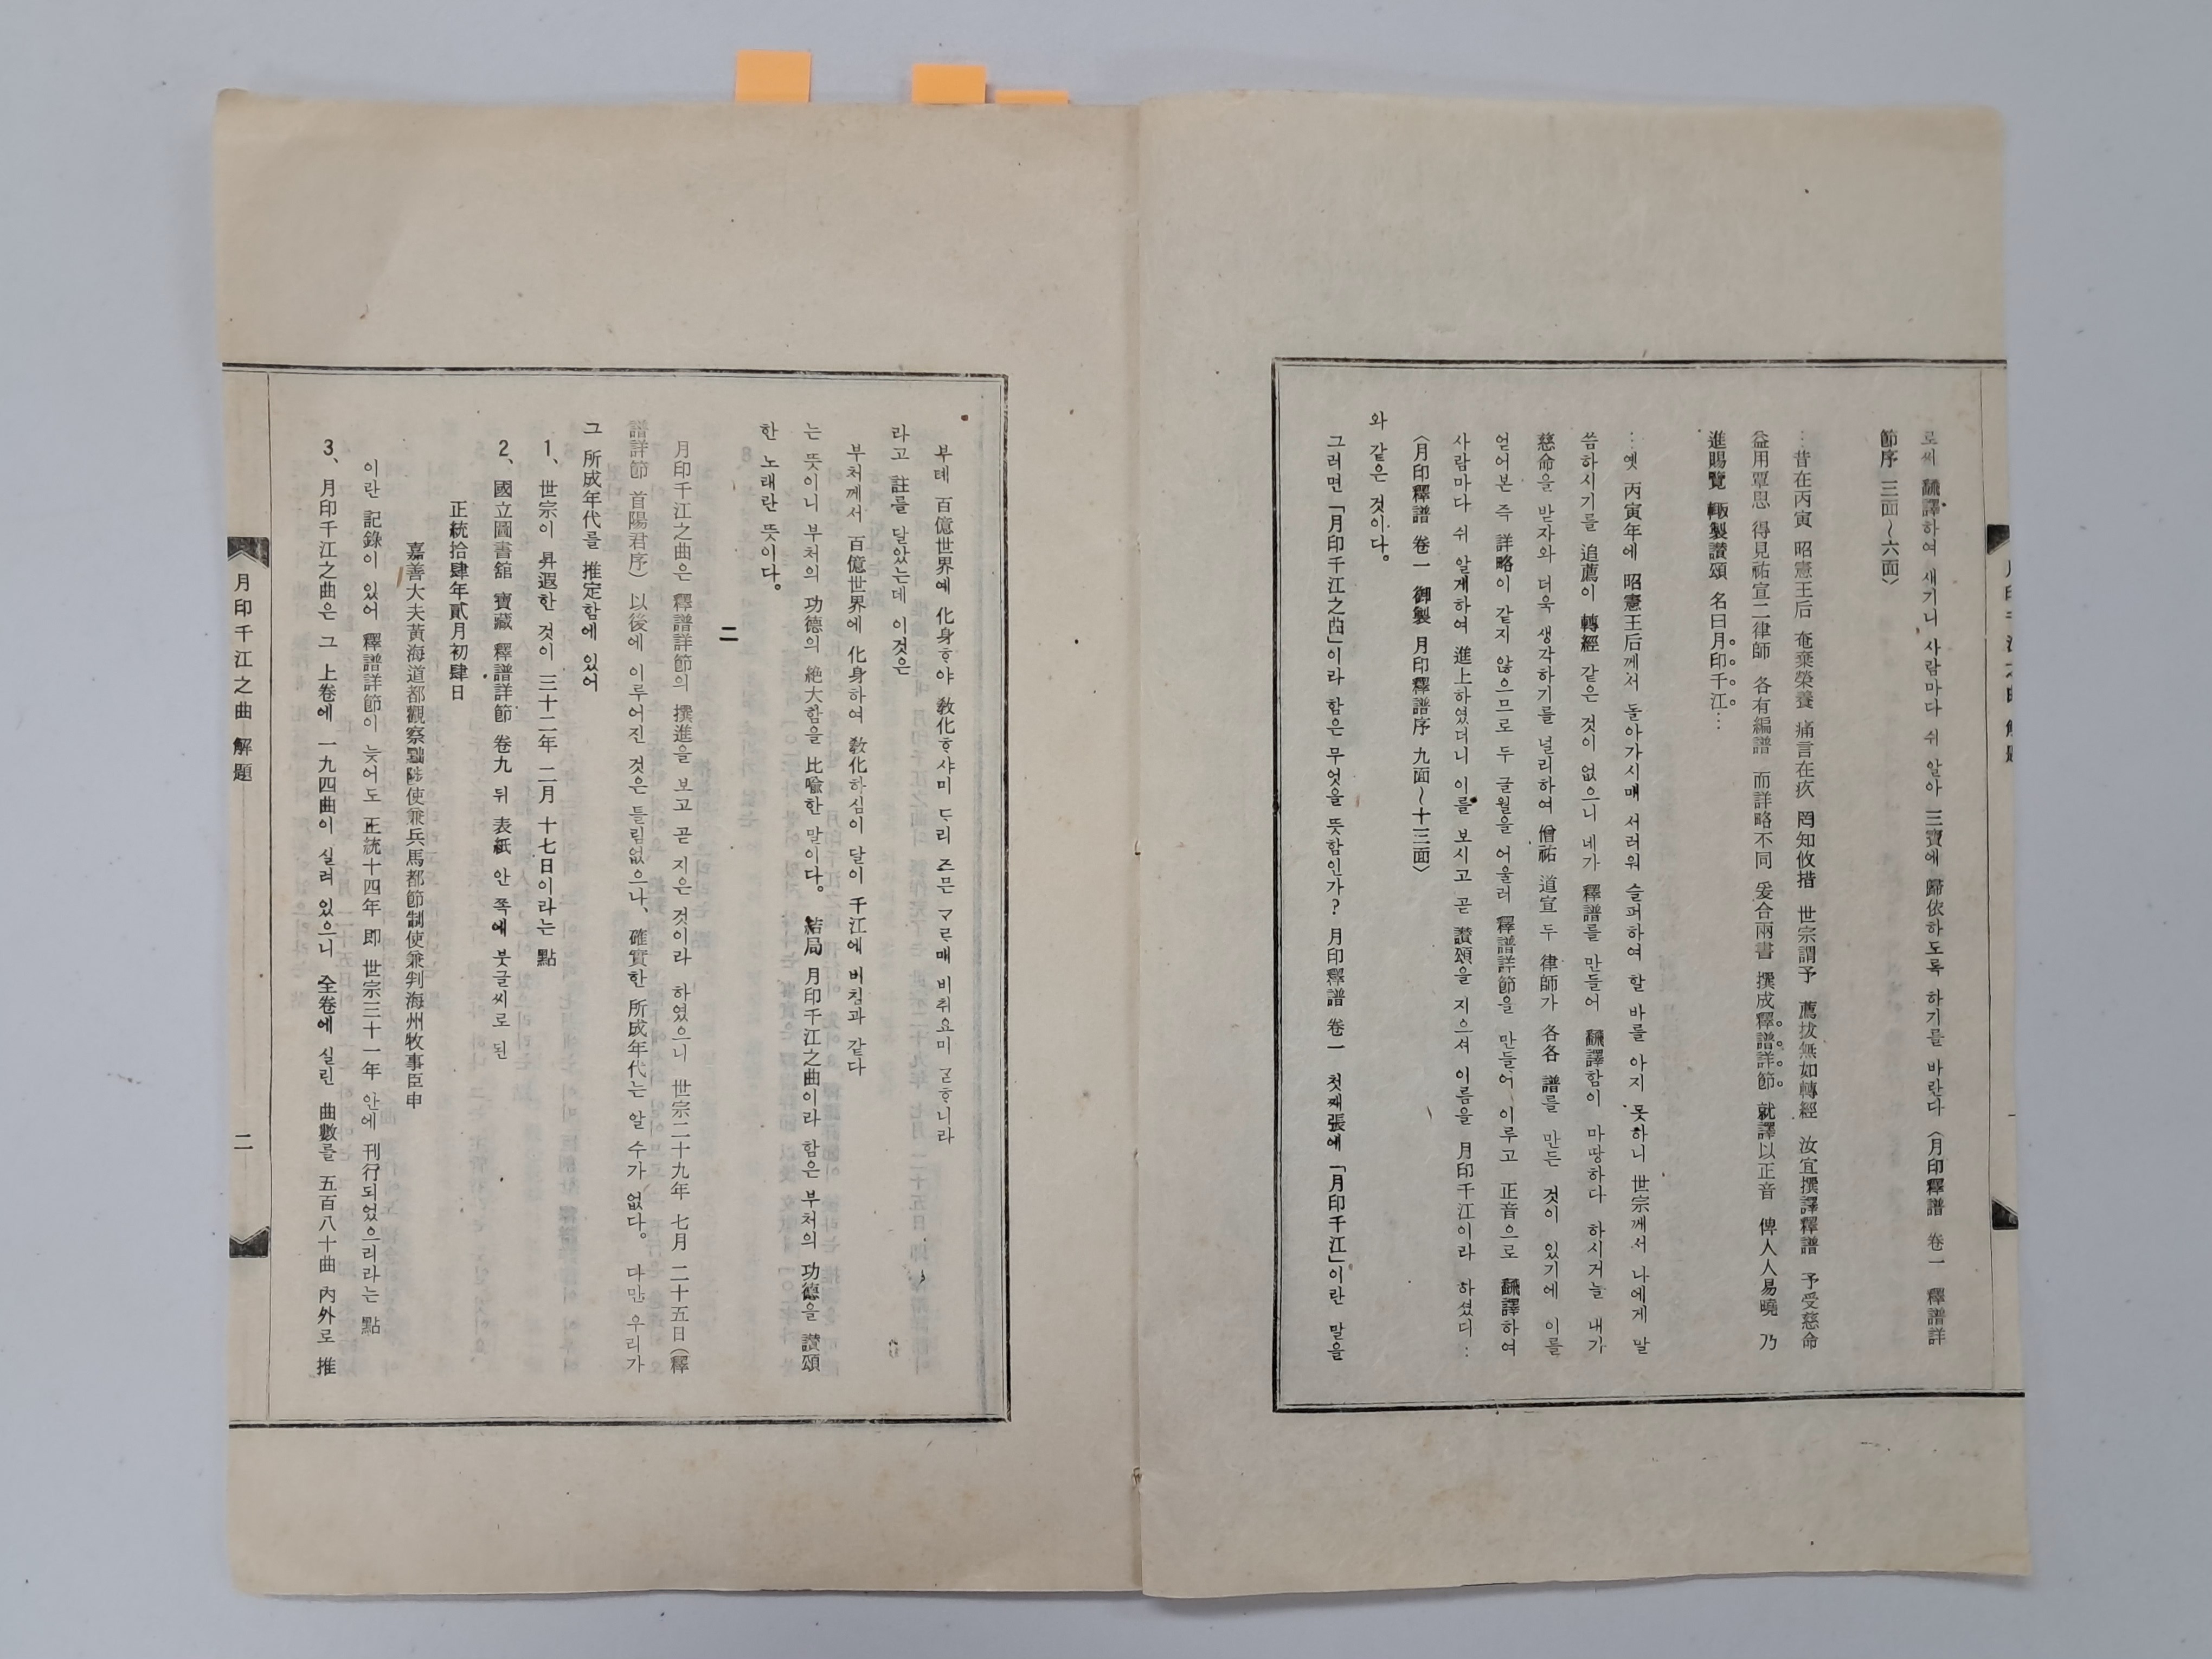 로써 飜譯하여 새기니 사람마다 쉬 알아 三寶에 歸依하도록 하기를 바란다 〈月印釋譜 卷一 釋譜詳
節序 三面～六面〉
…昔在丙寅 昭憲王后 奄棄榮養 痛言在疚 罔知攸措 世宗謂予 薦拔無如轉經 汝宜撰譯釋譜 予受慈命
益用覃思 得見祐宣二律師 各有編譜 而詳略不同 爰合兩書 撰成釋譜詳節 就譯以正音 俾人人易曉 乃
進賜覽 輒製讃頌 名曰月印千江…
…옛 丙寅年에 昭憲王后께서 돌아가시매 서러워 슬퍼하여 할 바를 아지 못하니 世宗께서 나에게 말
씀하시기를 追薦이 轉經 같은 것이 없으니 네가 釋譜를 만들어 飜譯함이 마땅하다 하시거늘 내가
慈命을 받자와 더욱 생각하기를 널리하여 僧祐 道宣 두 律師가 各各 譜를 만든 것이 있기에 이를
얻어본 즉 詳略이 같지 않으므로 두 글월을 어울러 釋譜詳節을 만들어 이루고 正音으로 飜譯하여
사람마다 쉬 알게하여 進上하였더니 이를 보시고 곧 讃頌을 지으셔 이름을 月印千江이라 하셨디…
〈月印釋譜 卷一 御製 月印釋譜序 九面～十三面〉
와 같은 것이다。
그러면「月印千江之曲」이라 함은 무엇을 뜻함인가? 月印釋譜 卷一 첫째張에「月印千江」이란 말을
月印千江之曲 解題
一
부톄 百億世界예 化身ᄒᆞ야 敎化ᄒᆞ샤미 ᄃᆞ리 즈믄 ᄀᆞᄅᆞ매 비취요미 ᄀᆞᆮᄒᆞ니라
라고 註를 달았는데 이것은
부처께서 百億世界에 化身하여 敎化하심이 달이 千江에 비침과 같다
는 뜻이니 부처의 功德의 絶大함을 比喩한 말이다。 結局 月印千江之曲이라 함은 부처의 功德을 讃頌
한 노래란 뜻이다。
二
月印千江之曲은 釋譜詳節의 撰進을 보고 곧 지은 것이라 하였으니 世宗二十九年 七月 二十五日(釋
譜詳節 首陽君序) 以後에 이루어진 것은 틀림없으나、確實한 所成年代는 알 수가 없다。 다만 우리가
그 所成年代를 推定함에 있어
1、世宗이 昇遐한 것이 三十二年 二月 十七日이라는 點
2、國立圖書舘 寶藏 釋譜詳節 卷九 뒤 表紙 안 쪽에 붓글씨로 된
正統拾肆年貳月初肆日
嘉善大夫黃海道都觀察黜陟使兼兵馬都節制使兼判海州牧事臣申
이란 記錄이 있어 釋譜詳節이 늦어도 正統十四年 即 世宗三十一年 안에 刊行되었으리라는 點
3、月印千江之曲은 그 上卷에 一九四曲이 실려 있으니 全卷에 실린 曲數를 五百八十曲 內外로 推
月印千江之曲 解題
二